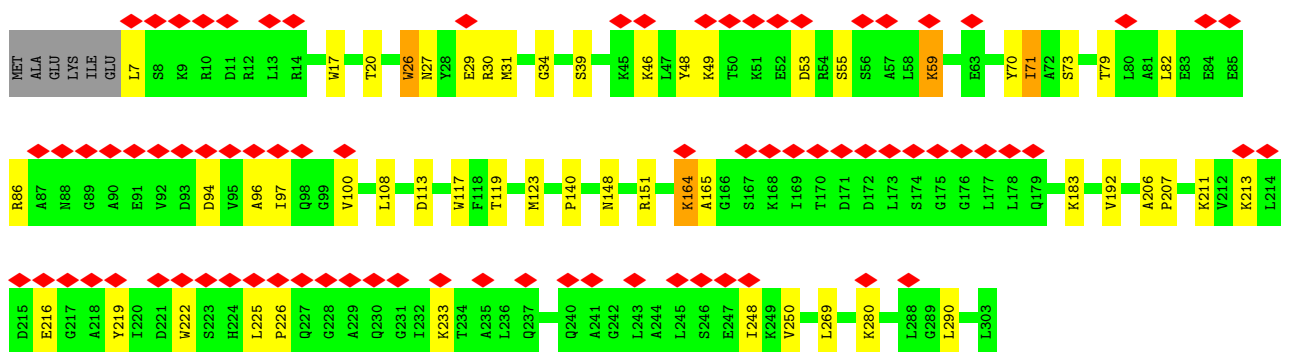 MET ALA GLU LYS ILE GLU L7 S8 K9 R10 D11 R12 L13 R14 W17 T20 W26 N27 Y28 E29 R30 M31 G34 S39 K45 K46 L47 Y48 K49 T50 K51 E52 D53 R54 S55 S56 A57 L58 K59 E63 Y70 I71 A72 S73 T79 L80 A81 L82 E83 E84 E85
R86 A87 N88 G89 A90 E91 V92 D93 D94 V95 A96 I97 Q98 G99 V100 L108 D113 W117 F118 T119 M123 P140 N148 R151 K164 A165 G166 S167 K168 I169 T170 D171 D172 L173 S174 G175 G176 L177 L178 Q179 K183 V192 A206 P207 K211 V212 K213 L214
D215 E216 G217 A218 Y219 I220 D221 W222 S223 H224 L225 P226 Q227 G228 A229 Q230 G231 I232 K233 T234 A235 L236 Q237 Q240 A241 G242 L243 A244 L245 S246 E247 I248 K249 V250 L269 K280 L288 G289 L290 L303